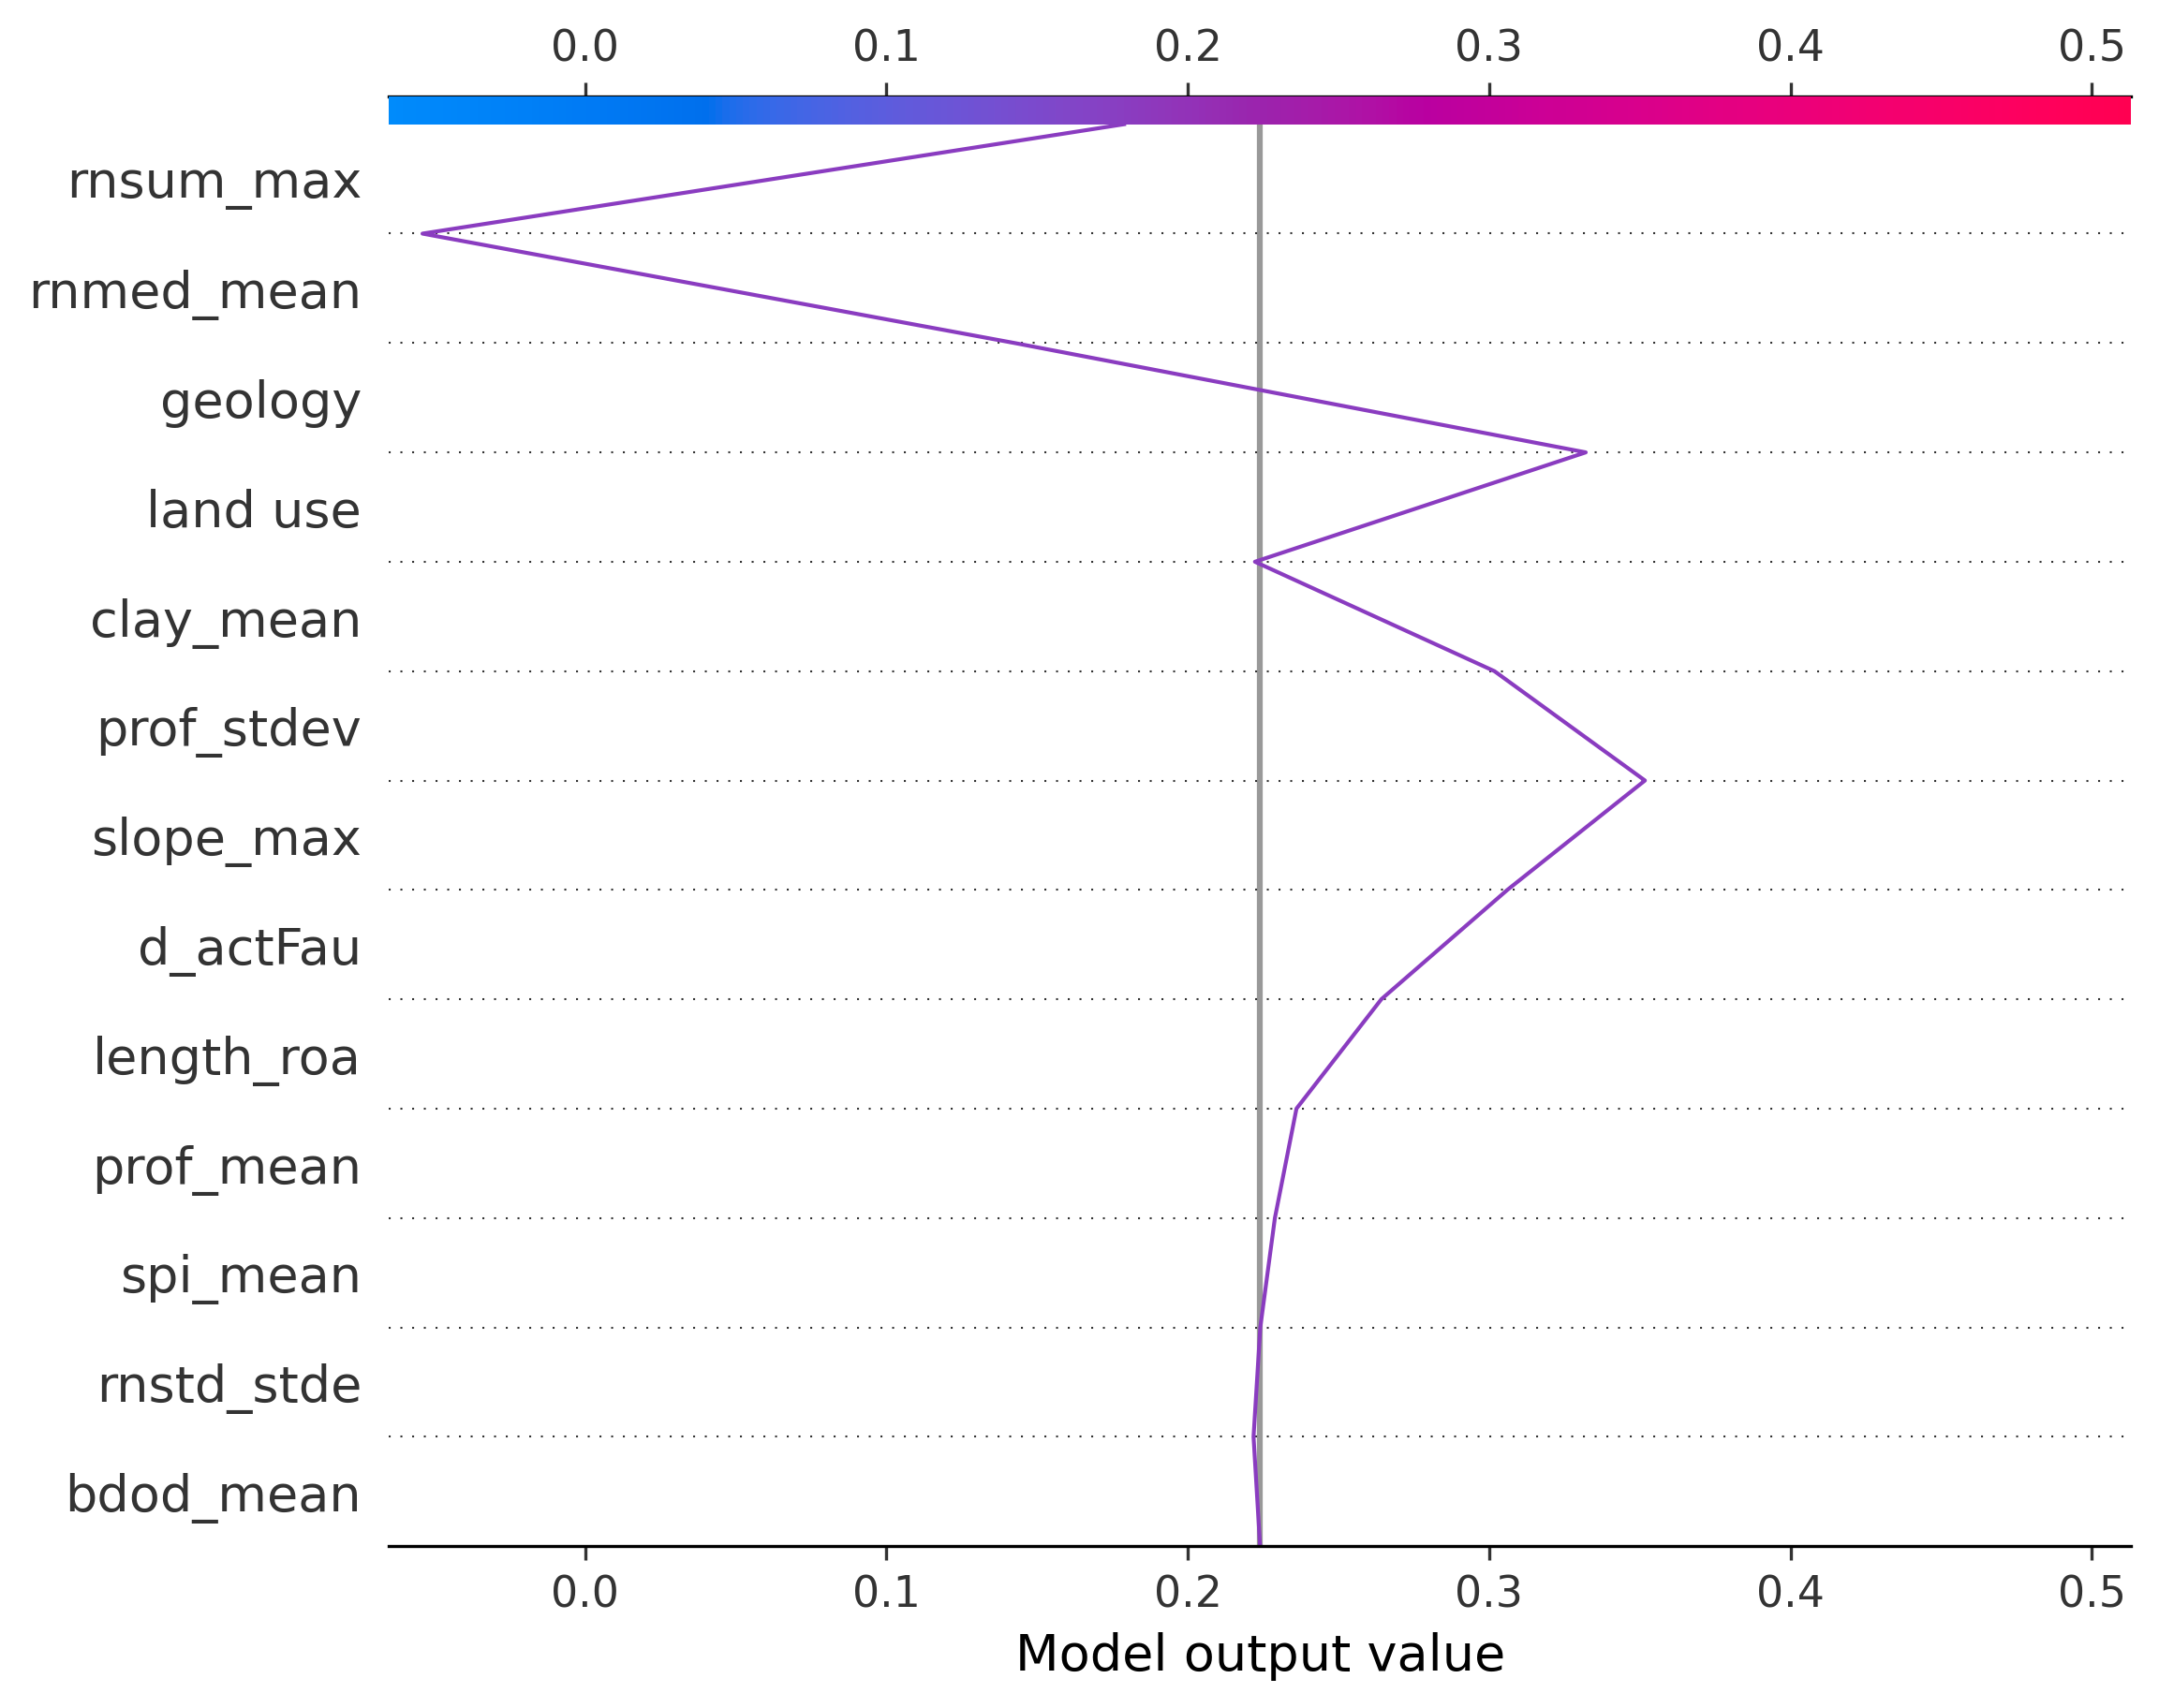 0.0 0.1 0.2 0.3 0.4 0.5
rnsum_max
rnmed_mean
geology
land use
clay_mean
prof_stdev
slope_max
d_actFau
length_roa
prof_mean
spi_mean
rnstd_stde
bdod_mean
0.0 0.1 0.2 0.3 0.4 0.5
Model output value